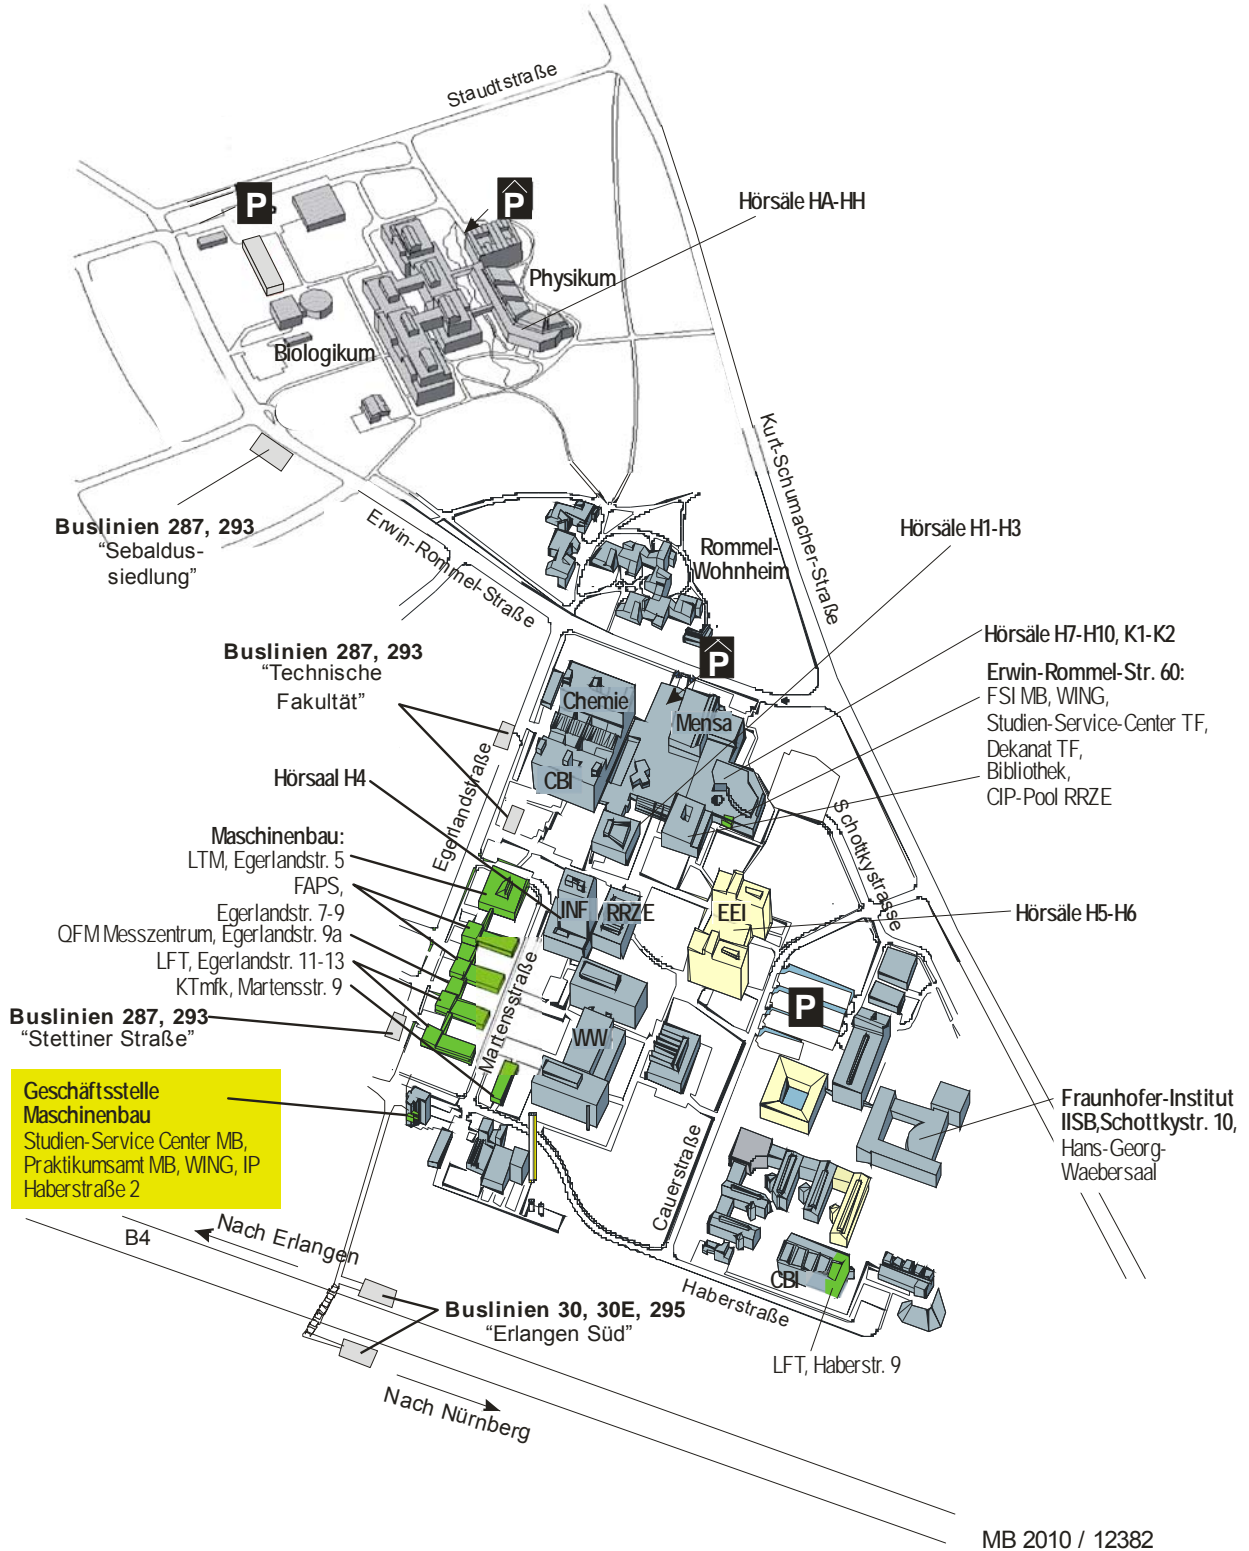 Staudtstraße
P
P
Hörsäle HA-HH
Physikum
Biologikum
Kurt-Schumacher-Straße
Buslinien 287, 293
“Sebaldus-
siedlung”
Erwin-Rommel-Straße
Rommel-
Wohnheim
Hörsäle H1-H3
Buslinien 287, 293
“Technische
Fakultät”
P
Hörsäle H7-H10, K1-K2
Erwin-Rommel-Str. 60:
FSI MB, WING,
Studien-Service-Center TF,
Dekanat TF,
Bibliothek,
CIP-Pool RRZE
Chemie
Mensa
CBI
Hörsaal H4
Egerlandstraße
Schottkystrasse
Maschinenbau:
LTM, Egerlandstr. 5
FAPS,
Egerlandstr. 7-9
QFM Messzentrum, Egerlandstr. 9a
LFT, Egerlandstr. 11-13
KTmfk, Martensstr. 9
INF
RRZE
EEI
Hörsäle H5-H6
Martensstraße
P
Buslinien 287, 293
“Stettiner Straße”
WW
Geschäftsstelle
Maschinenbau
Studien-Service Center MB,
Praktikumsamt MB, WING, IP
Haberstraße 2
Fraunhofer-Institut
IISB,Schottkystr. 10,
Hans-Georg-
Waebersaal
Cauerstraße
B4
Nach Erlangen
CBI
Haberstraße
Buslinien 30, 30E, 295
“Erlangen Süd”
LFT, Haberstr. 9
Nach Nürnberg
MB 2010 / 12382